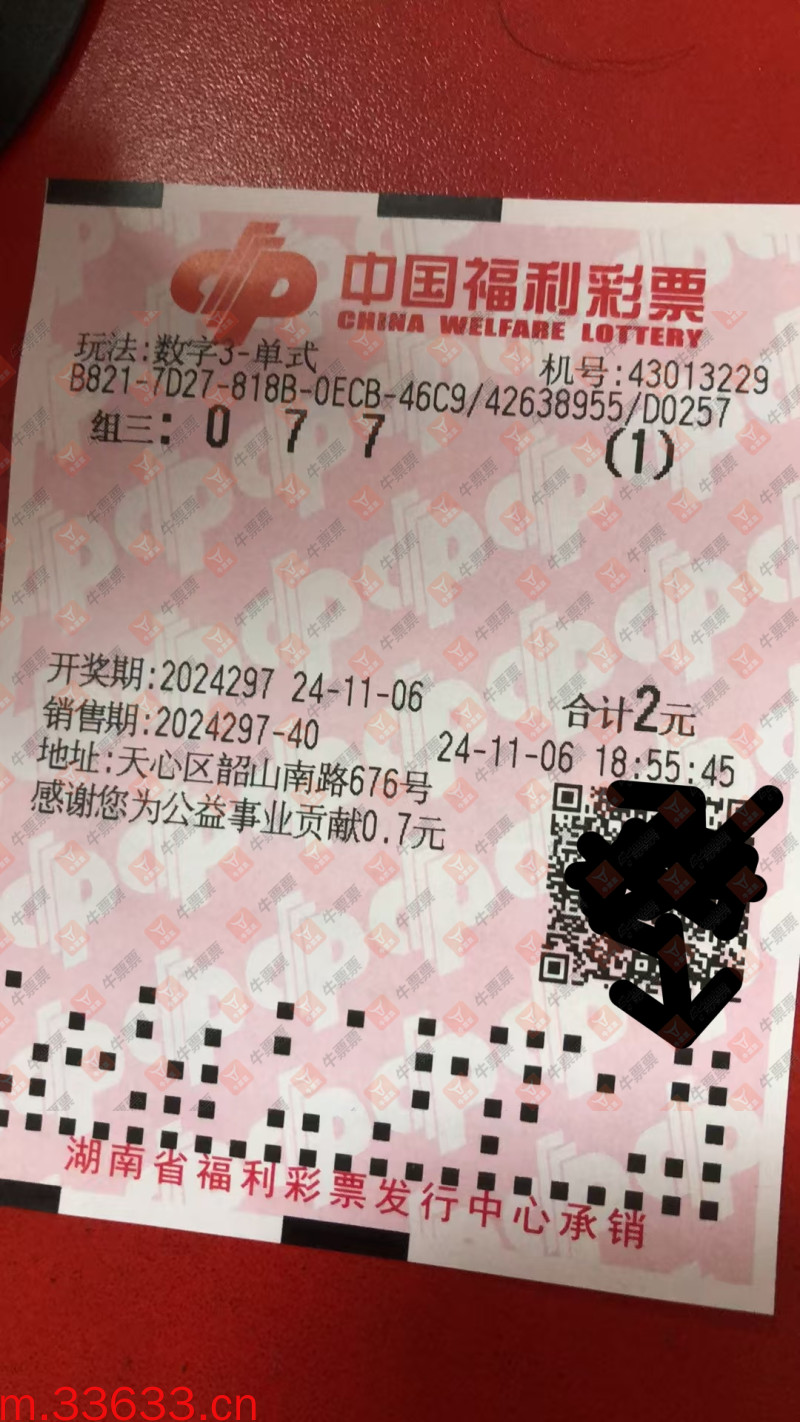 中国福利彩票
CHINA WELFARE LOTTERY
玩法:数字3-单式
机号:43013229
B821-7D27-818B-0ECB-46C9/42638955/D0257
组三: 0 7 7 (1)
开奖期:2024297 24-11-06
合计2元
销售期:2024297-40
24-11-06 18:55:45
地址:天心区韶山南路676号
感谢您为公益事业贡献0.7元
湖南省福利彩票发行中心承销
牛票票
m.33633.cn